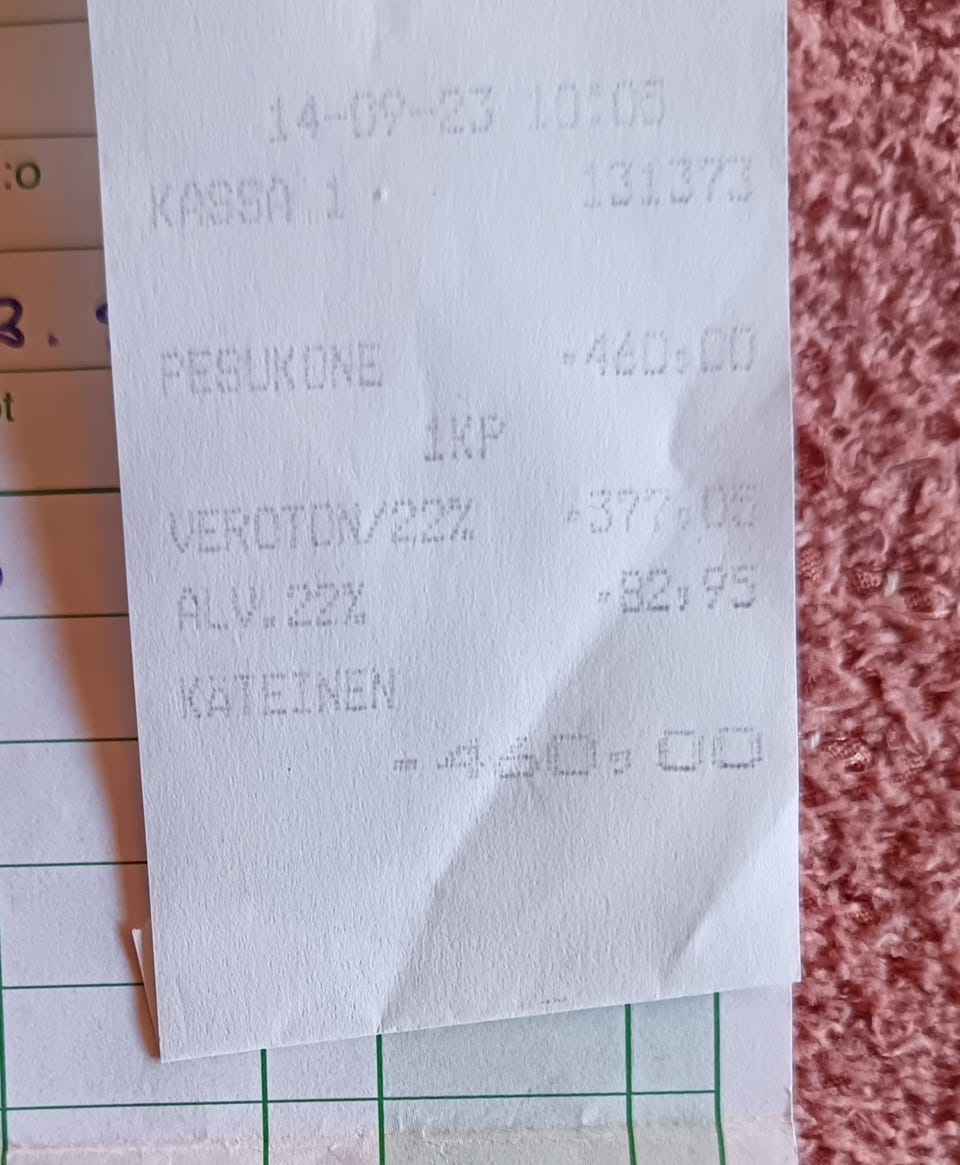 14-09-23 10:05
KASSA 1 131373
PESUKONE ·460,00
1KP
VEROTON/22% ·377,05
ALV.22% ·82,95
KATEINEN
·460,00
:o
3.
t